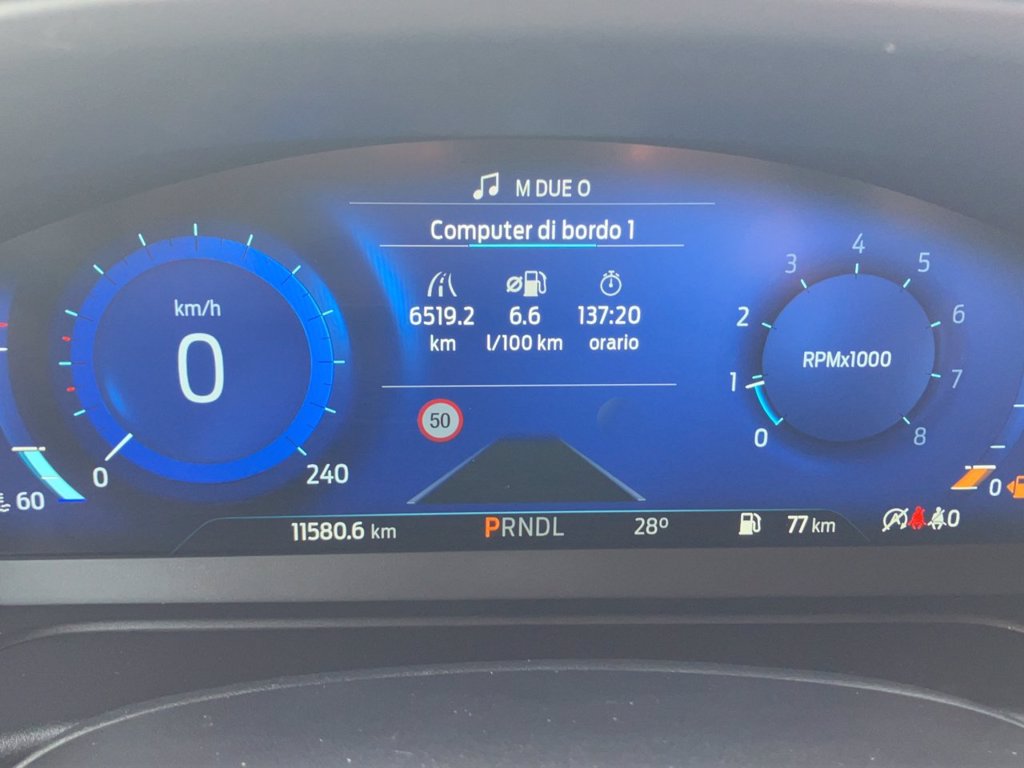 M DUE O
Computer di bordo 1
6519.2 6.6 137:20
km l/100 km orario
50
km/h
0
0 240
4
3 5
2 6
RPMx1000
1 7
0 8
60
0
11580.6 km PRNDL 28º 77 km 0